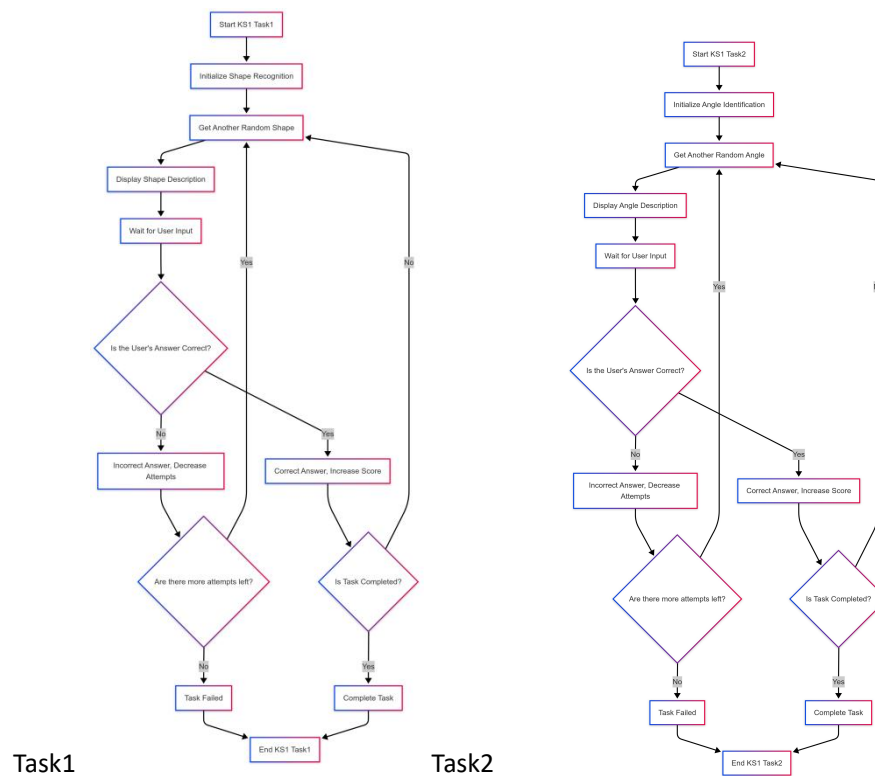 Start KS1 Task1
Initialize Shape Recognition
Get Another Random Shape
Display Shape Description
Wait for User Input
Yes
No
Is the User's Answer Correct?
No
Yes
Incorrect Answer, Decrease
Attempts
Correct Answer, Increase Score
Are there more attempts left?
Is Task Completed?
No
Yes
Task Failed
Complete Task
End KS1 Task1
Task1
Start KS1 Task2
Initialize Angle Identification
Get Another Random Angle
Display Angle Description
Wait for User Input
Yes
Is the User's Answer Correct?
No
Yes
Incorrect Answer, Decrease
Attempts
Correct Answer, Increase Score
Are there more attempts left?
Is Task Completed?
No
Yes
Task Failed
Complete Task
End KS1 Task2
Task2